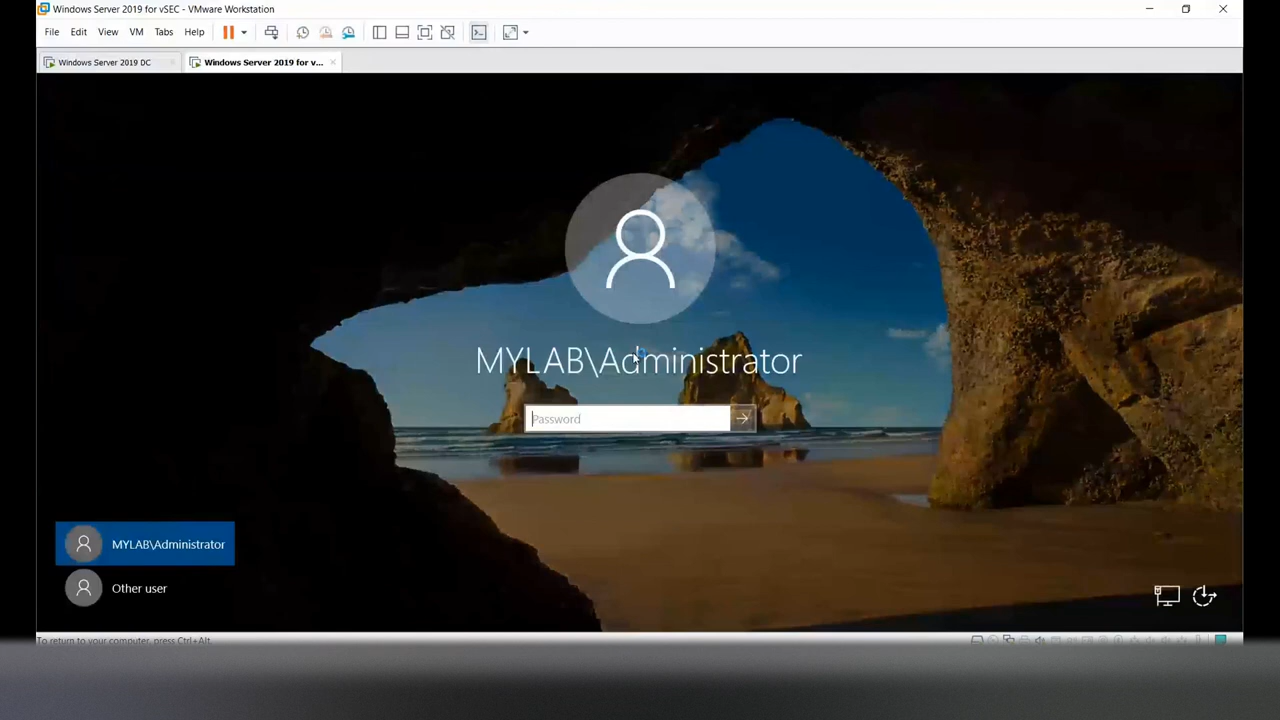 Windows Server 2019 for vSEC - VMware Workstation
File Edit View VM Tabs Help
Windows Server 2019 DC
Windows Server 2019 for v...
MYLAB\Administrator
Password
MYLAB\Administrator
Other user
To return to your computer, press Ctrl+Alt.